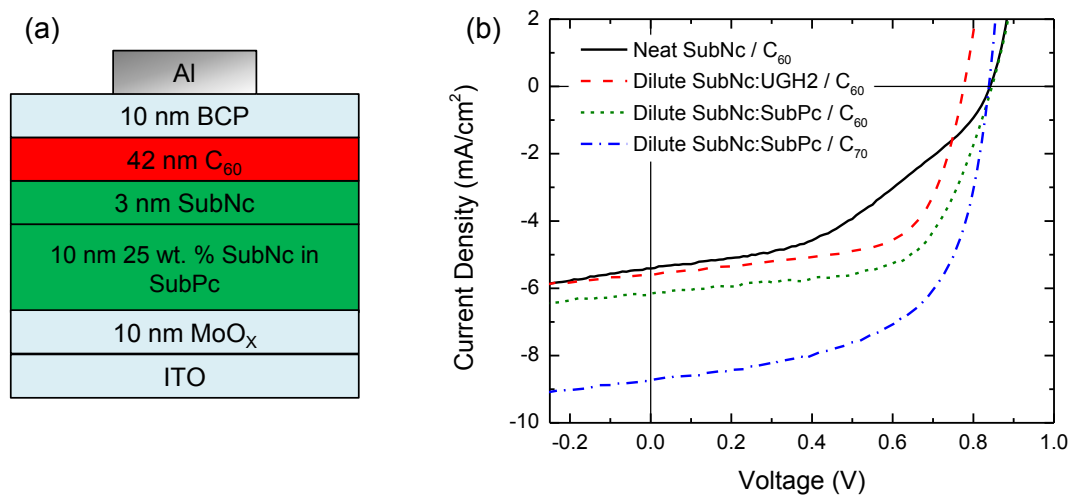 (a)
Al
10 nm BCP
42 nm C60
3 nm SubNc
10 nm 25 wt. % SubNc in
SubPc
10 nm MoOX
ITO
(b)
Neat SubNc / C60
Dilute SubNc:UGH2 / C60
Dilute SubNc:SubPc / C60
Dilute SubNc:SubPc / C70
Current Density (mA/cm2)
2
0
-2
-4
-6
-8
-10
-0.2 0.0 0.2 0.4 0.6 0.8 1.0
Voltage (V)